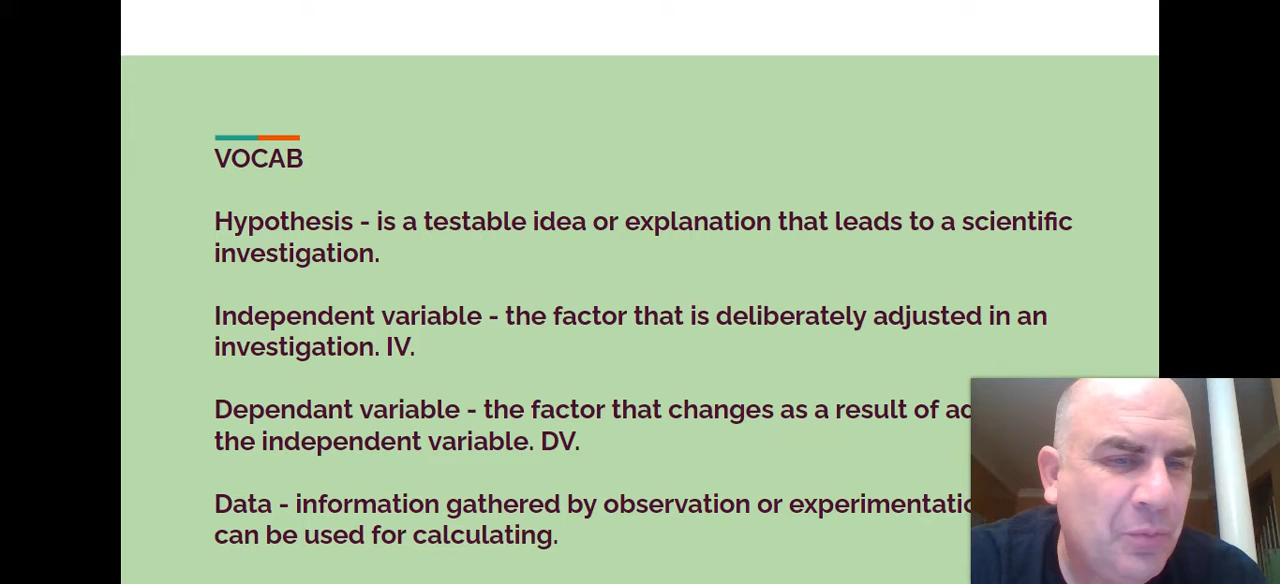 VOCAB
Hypothesis - is a testable idea or explanation that leads to a scientific
investigation.
Independent variable - the factor that is deliberately adjusted in an
investigation. IV.
Dependant variable - the factor that changes as a result of
the independent variable. DV.
Data - information gathered by observation or
can be used for calculating.